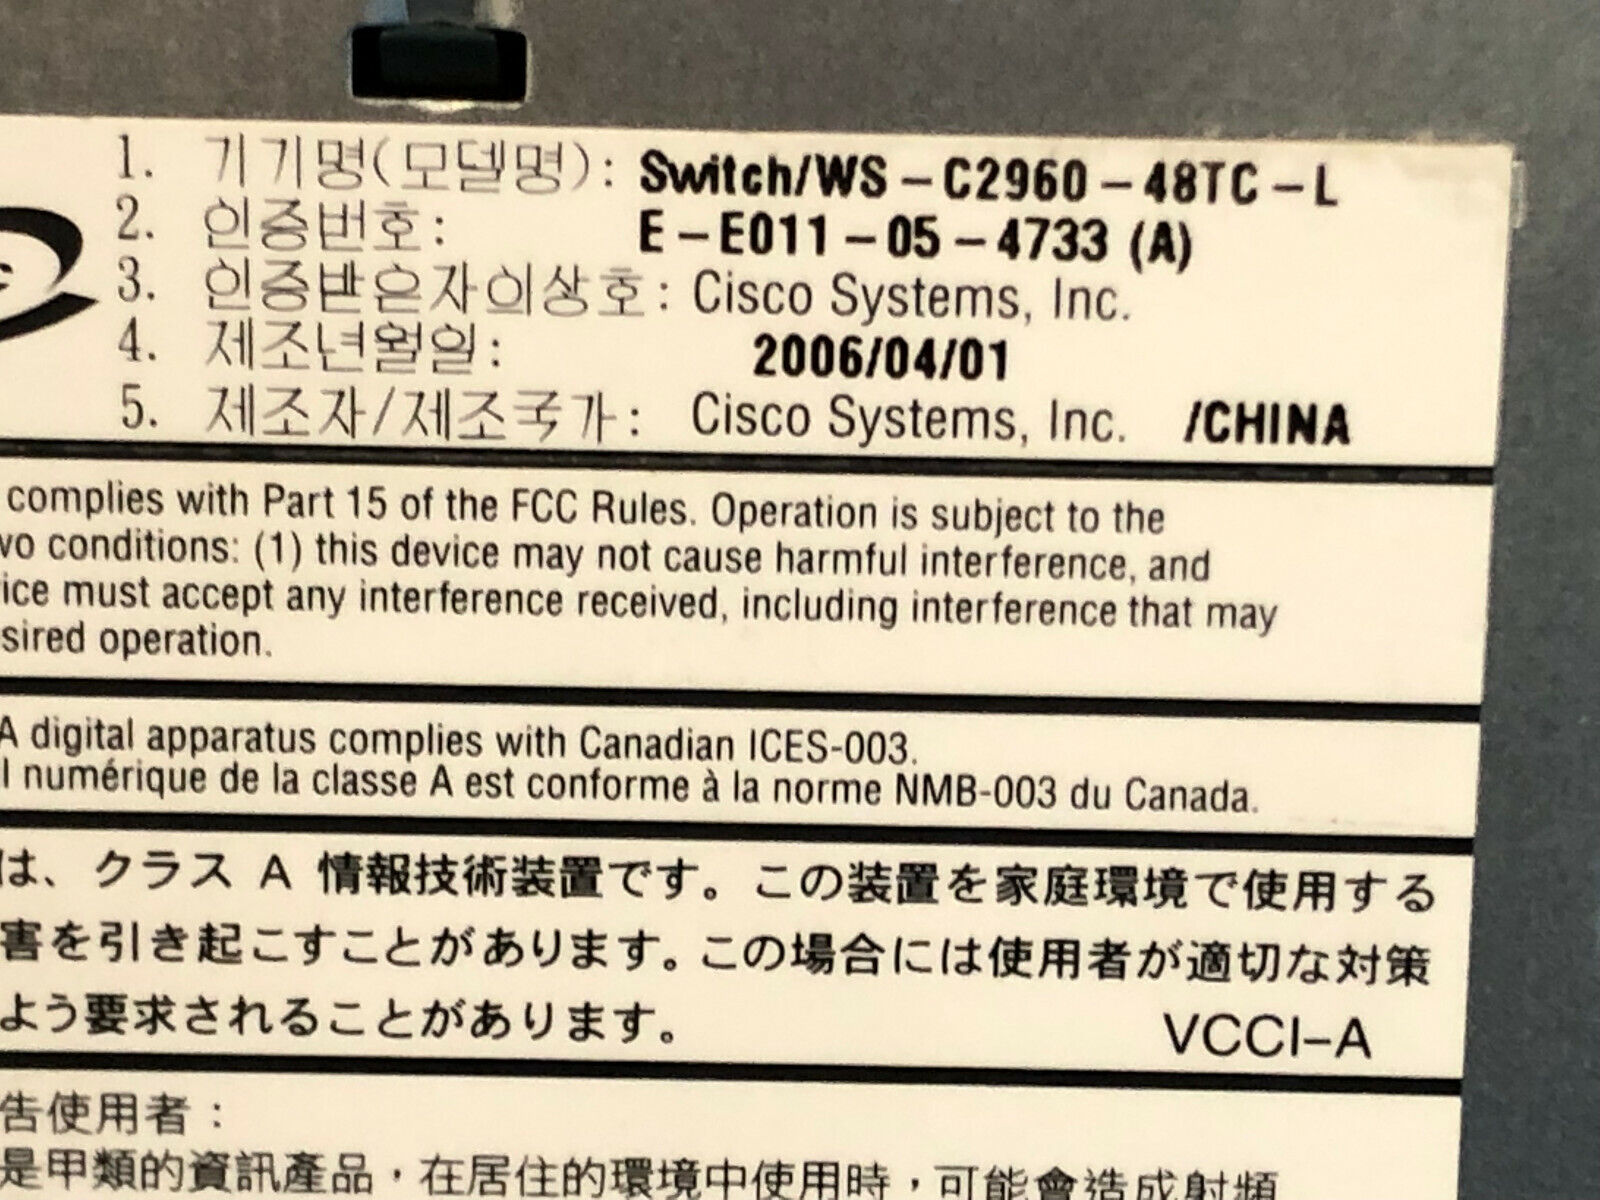 1. 기기명(모델명): Switch/WS-C2960-48TC-L
2. 인증번호: E-E011-05-4733 (A)
3. 인증받은자의상호: Cisco Systems, Inc.
4. 제조년월일: 2006/04/01
5. 제조자/제조국가: Cisco Systems, Inc. /CHINA
complies with Part 15 of the FCC Rules. Operation is subject to the
wo conditions: (1) this device may not cause harmful interference, and
ice must accept any interference received, including interference that may
sired operation.
A digital apparatus complies with Canadian ICES-003.
l numérique de la classe A est conforme à la norme NMB-003 du Canada.
は、クラス A 情報技術装置です。この装置を家庭環境で使用する
害を引き起こすことがあります。この場合には使用者が適切な対策
よう要求されることがあります。 VCCI-A
告使用者：
是甲類的資訊產品，在居住的環境中使用時，可能會造成射頻